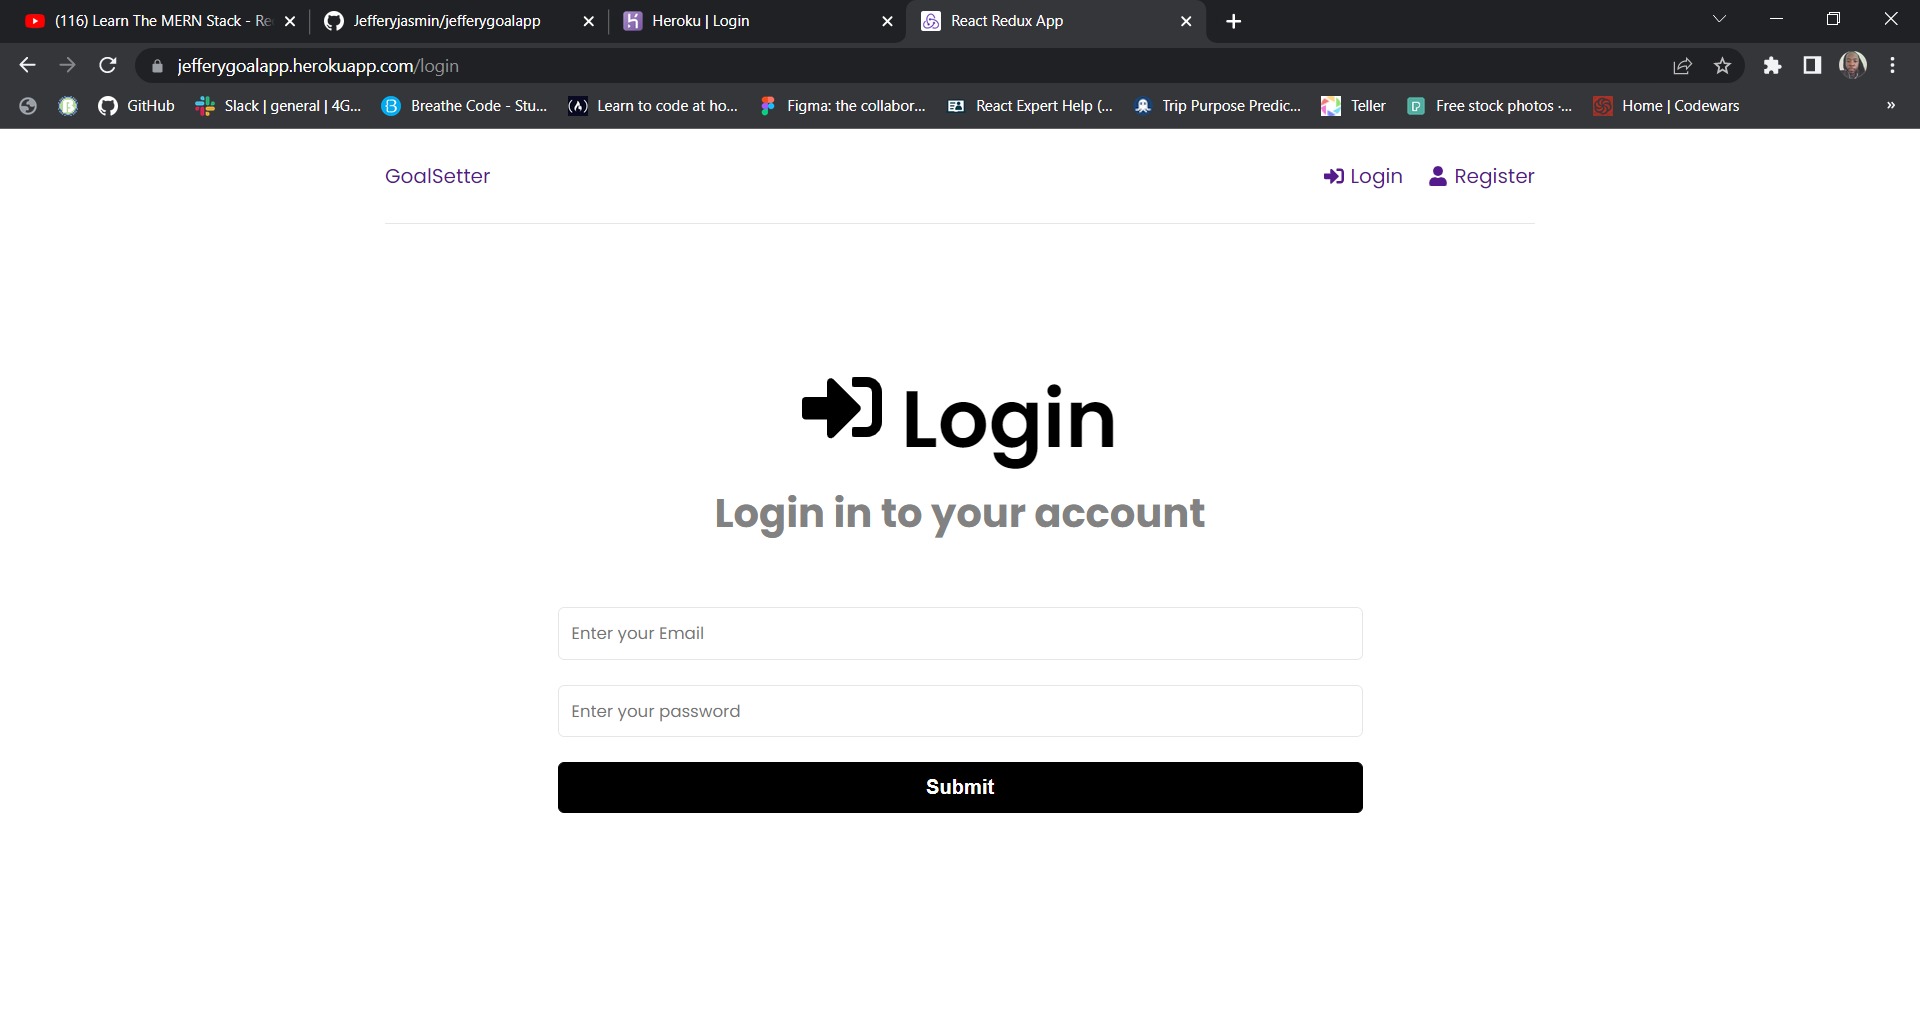 (116) Learn The MERN Stack - Re
Jefferyjasmin/jefferygoalapp
Heroku | Login
React Redux App
jefferygoalapp.herokuapp.com/login
GitHub
Slack | general | 4G...
Breathe Code - Stu...
Learn to code at ho...
Figma: the collabor...
React Expert Help (...
Trip Purpose Predic...
Teller
Free stock photos ·...
Home | Codewars
»
GoalSetter
Login
Register
Login
Login in to your account
Enter your Email
Enter your password
Submit